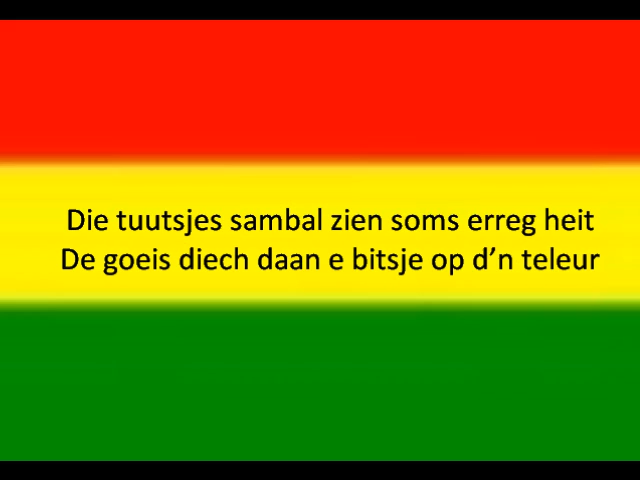 Die tuutsjes sambal zien soms erreg heit
De goeis diech daan e bitsje op d’n teleur